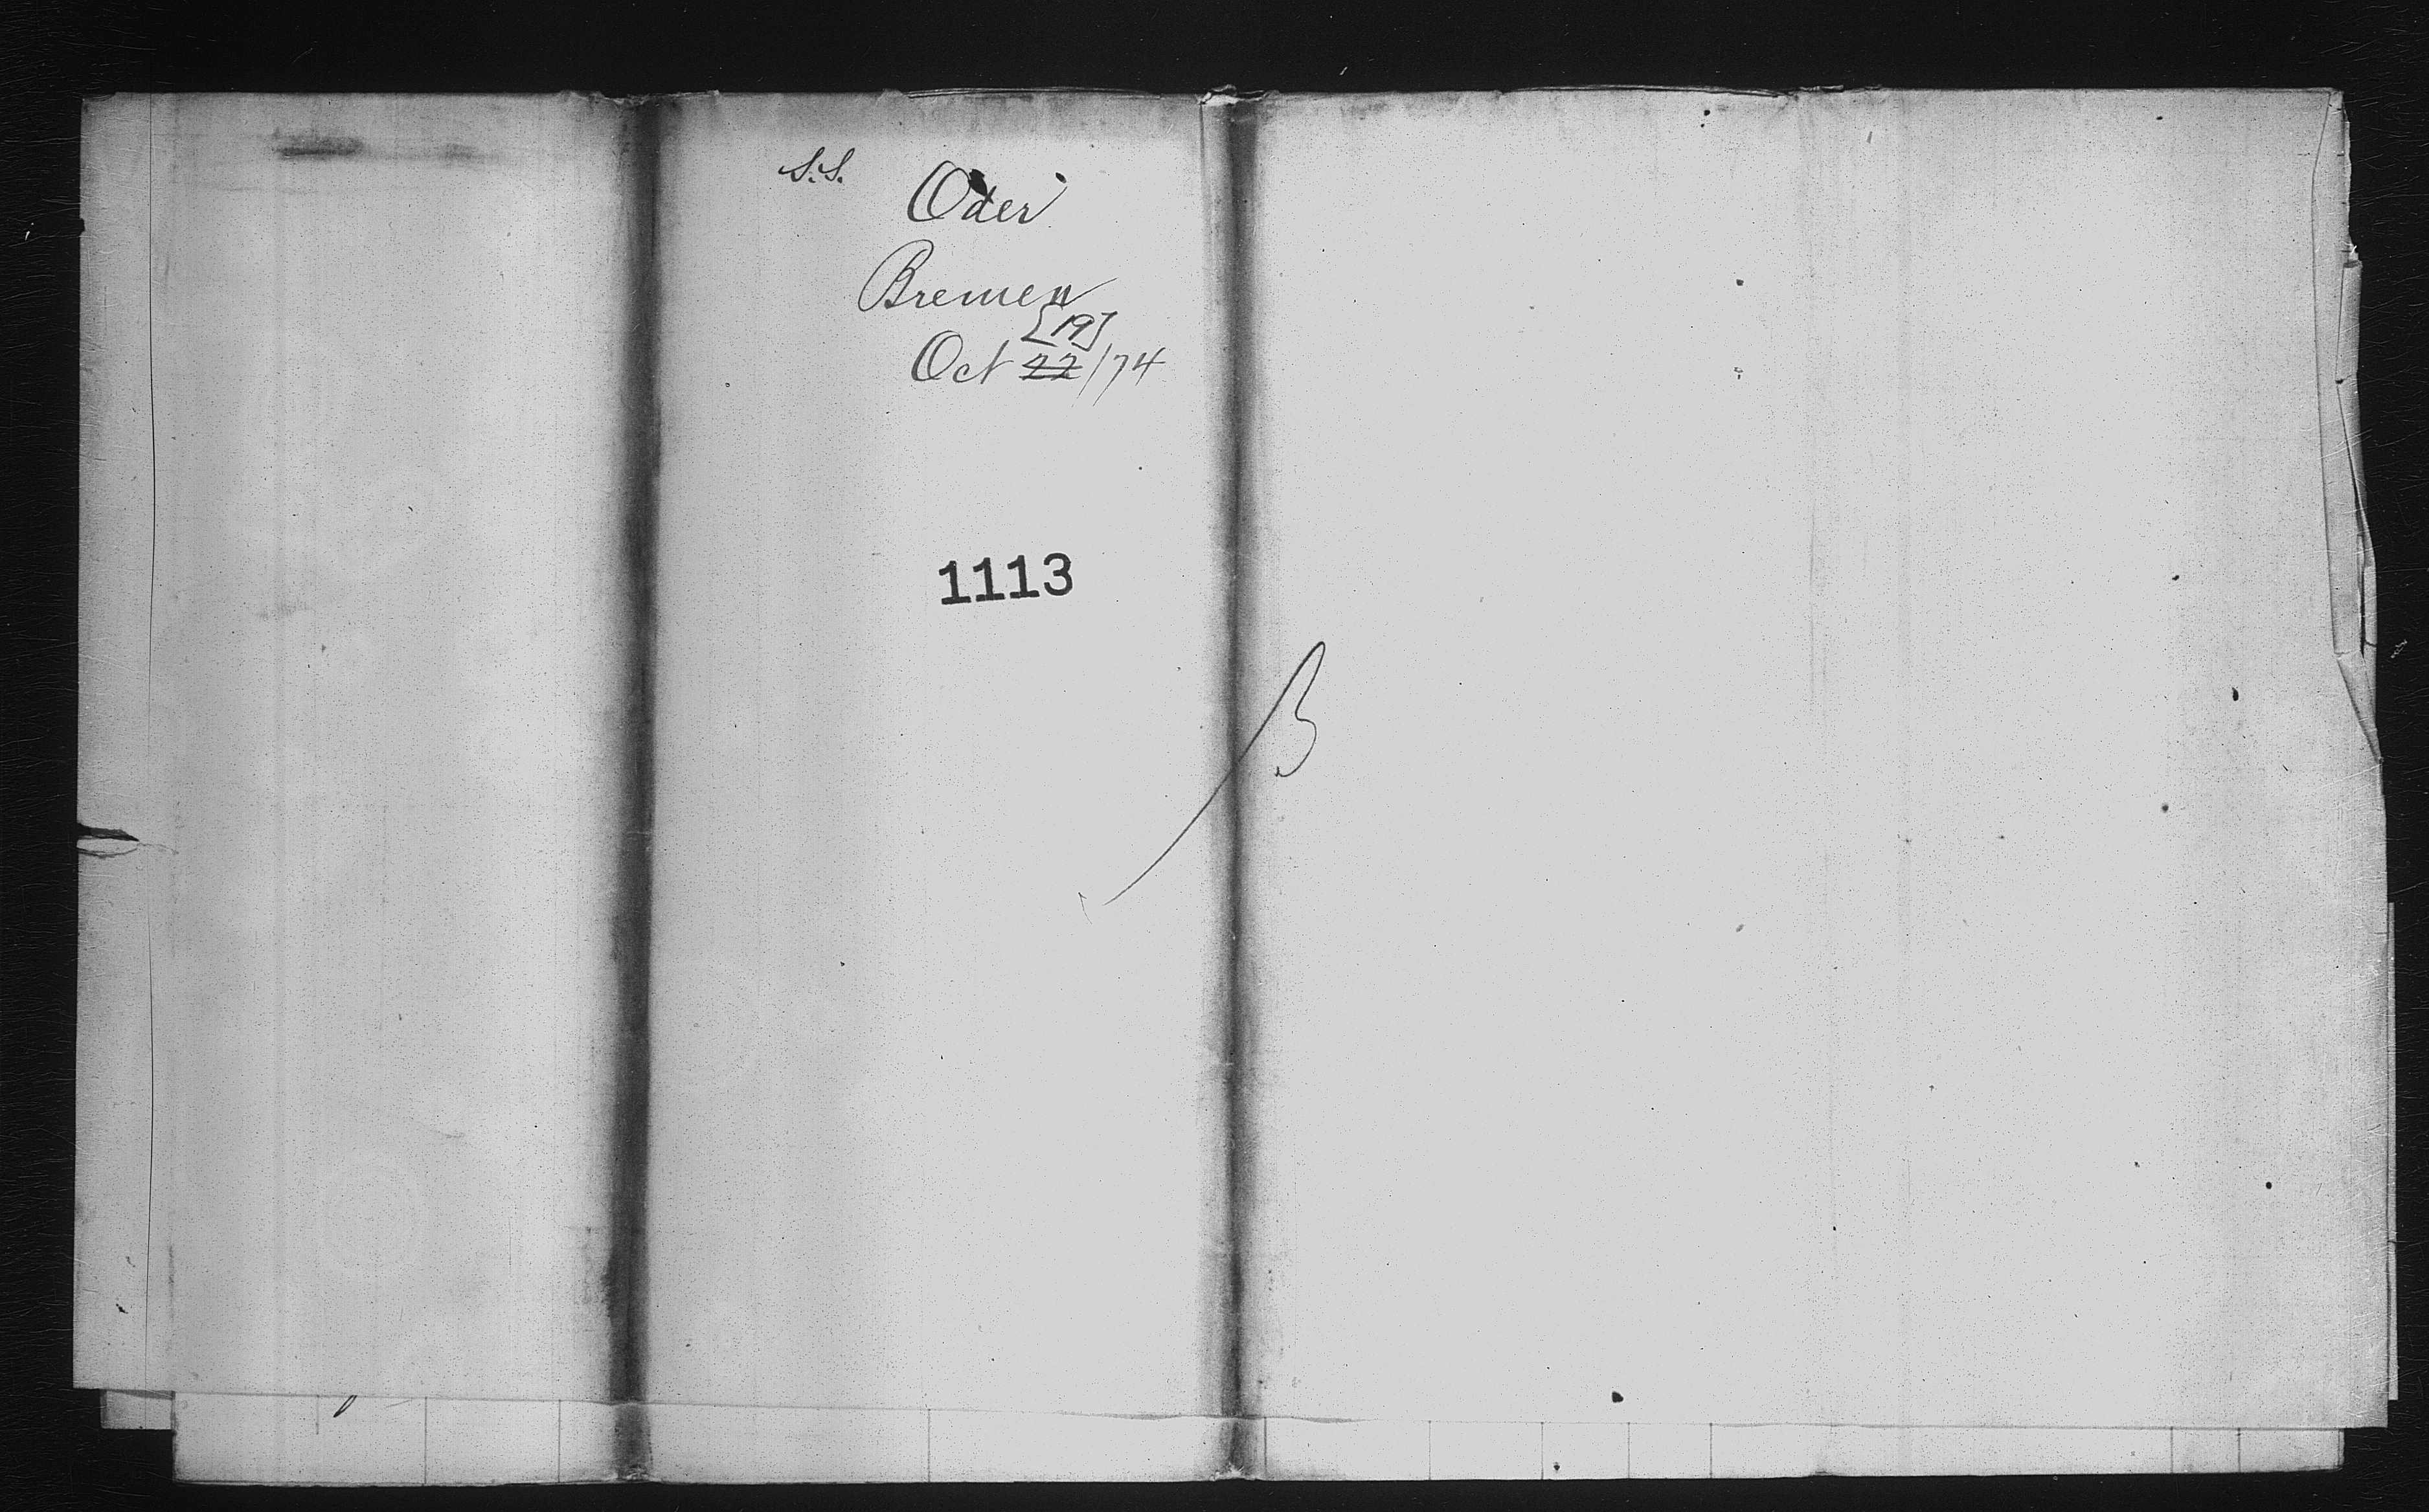 S.S. Oder
Bremen
[19]
Oct 22/74
1113
B